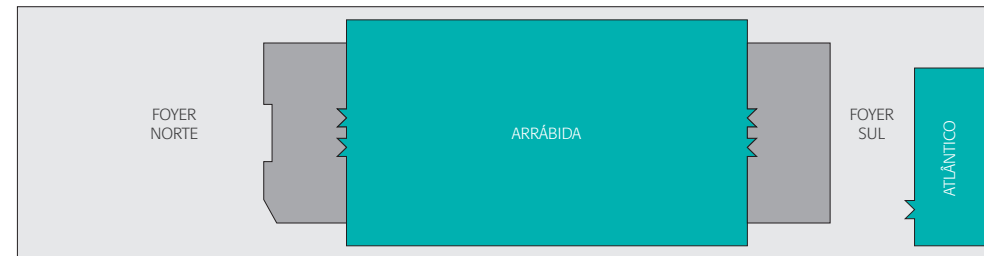 FOYER
NORTE
ARRÁBIDA
FOYER
SUL
ATLÂNTICO